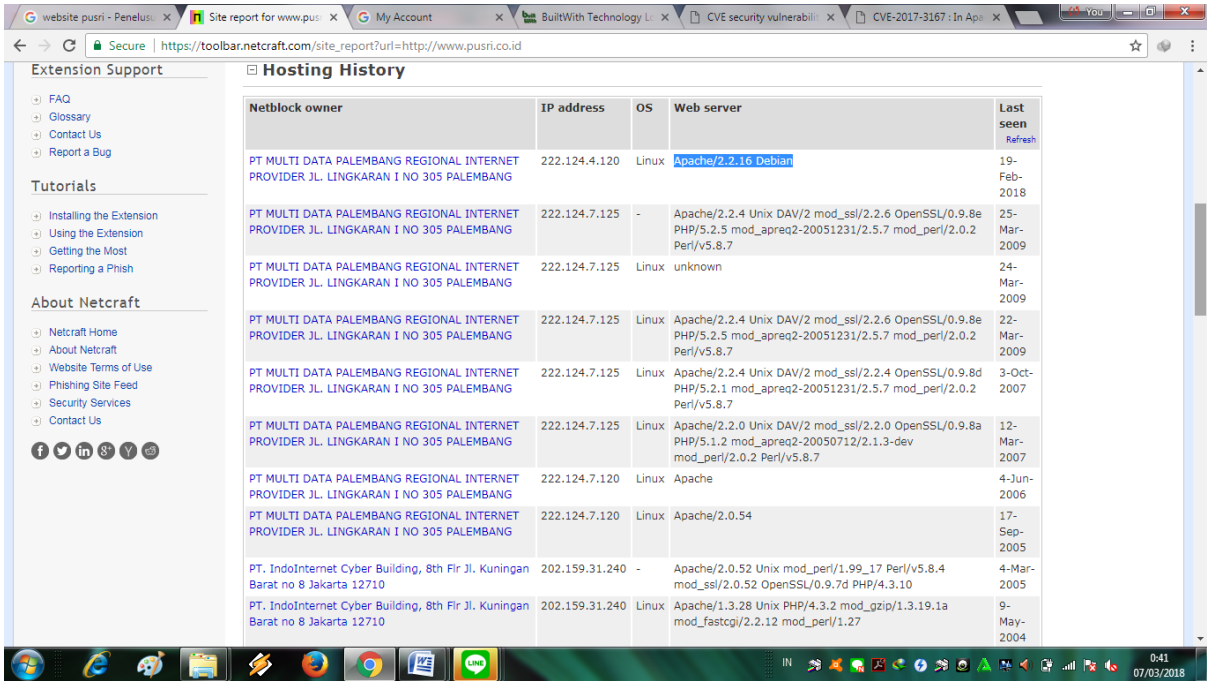 website pusri - Penelus
Site report for www.pus
My Account
BuiltWith Technology Lo
CVE security vulnerabilit
CVE-2017-3167 : In Apa
You
Secure
https://toolbar.netcraft.com/site_report?url=http://www.pusri.co.id
Extension Support
FAQ
Glossary
Contact Us
Report a Bug
Tutorials
Installing the Extension
Using the Extension
Getting the Most
Reporting a Phish
About Netcraft
Netcraft Home
About Netcraft
Website Terms of Use
Phishing Site Feed
Security Services
Contact Us
Hosting History
Netblock owner IP address OS Web server Last
seen
Refresh
PT MULTI DATA PALEMBANG REGIONAL INTERNET 222.124.4.120 Linux Apache/2.2.16 Debian 19-
PROVIDER JL. LINGKARAN I NO 305 PALEMBANG Feb-
2018
PT MULTI DATA PALEMBANG REGIONAL INTERNET 222.124.7.125 - Apache/2.2.4 Unix DAV/2 mod_ssl/2.2.6 OpenSSL/0.9.8e 25-
PROVIDER JL. LINGKARAN I NO 305 PALEMBANG PHP/5.2.5 mod_apreq2-20051231/2.5.7 mod_perl/2.0.2 Mar-
Perl/v5.8.7 2009
PT MULTI DATA PALEMBANG REGIONAL INTERNET 222.124.7.125 Linux unknown 24-
PROVIDER JL. LINGKARAN I NO 305 PALEMBANG Mar-
2009
PT MULTI DATA PALEMBANG REGIONAL INTERNET 222.124.7.125 Linux Apache/2.2.4 Unix DAV/2 mod_ssl/2.2.6 OpenSSL/0.9.8e 22-
PROVIDER JL. LINGKARAN I NO 305 PALEMBANG PHP/5.2.5 mod_apreq2-20051231/2.5.7 mod_perl/2.0.2 Mar-
Perl/v5.8.7 2009
PT MULTI DATA PALEMBANG REGIONAL INTERNET 222.124.7.125 Linux Apache/2.2.4 Unix DAV/2 mod_ssl/2.2.4 OpenSSL/0.9.8d 3-Oct-
PROVIDER JL. LINGKARAN I NO 305 PALEMBANG PHP/5.2.1 mod_apreq2-20051231/2.5.7 mod_perl/2.0.2 2007
Perl/v5.8.7
PT MULTI DATA PALEMBANG REGIONAL INTERNET 222.124.7.125 Linux Apache/2.2.0 Unix DAV/2 mod_ssl/2.2.0 OpenSSL/0.9.8a 12-
PROVIDER JL. LINGKARAN I NO 305 PALEMBANG PHP/5.1.2 mod_apreq2-20050712/2.1.3-dev Mar-
mod_perl/2.0.2 Perl/v5.8.7 2007
PT MULTI DATA PALEMBANG REGIONAL INTERNET 222.124.7.120 Linux Apache 4-Jun-
PROVIDER JL. LINGKARAN I NO 305 PALEMBANG 2006
PT MULTI DATA PALEMBANG REGIONAL INTERNET 222.124.7.120 Linux Apache/2.0.54 17-
PROVIDER JL. LINGKARAN I NO 305 PALEMBANG Sep-
2005
PT. IndoInternet Cyber Building, 8th Flr Jl. Kuningan 202.159.31.240 - Apache/2.0.52 Unix mod_perl/1.99_17 Perl/v5.8.4 4-Mar-
Barat no 8 Jakarta 12710 mod_ssl/2.0.52 OpenSSL/0.9.7d PHP/4.3.10 2005
PT. IndoInternet Cyber Building, 8th Flr Jl. Kuningan 202.159.31.240 Linux Apache/1.3.28 Unix PHP/4.3.2 mod_gzip/1.3.19.1a 9-
Barat no 8 Jakarta 12710 mod_fastcgi/2.2.12 mod_perl/1.27 May-
2004
LINE
IN
0:41
07/03/2018